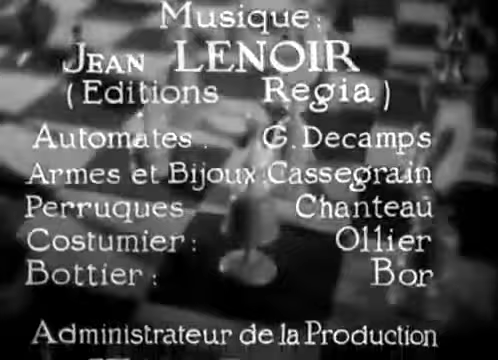 Musique:
JEAN LENOIR
(Editions Regia)
Automates: G. Decamps
Armes et Bijoux: Cassegrain
Perruques Chanteau
Costumier: Ollier
Bottier: Bor
Administrateur de la Production